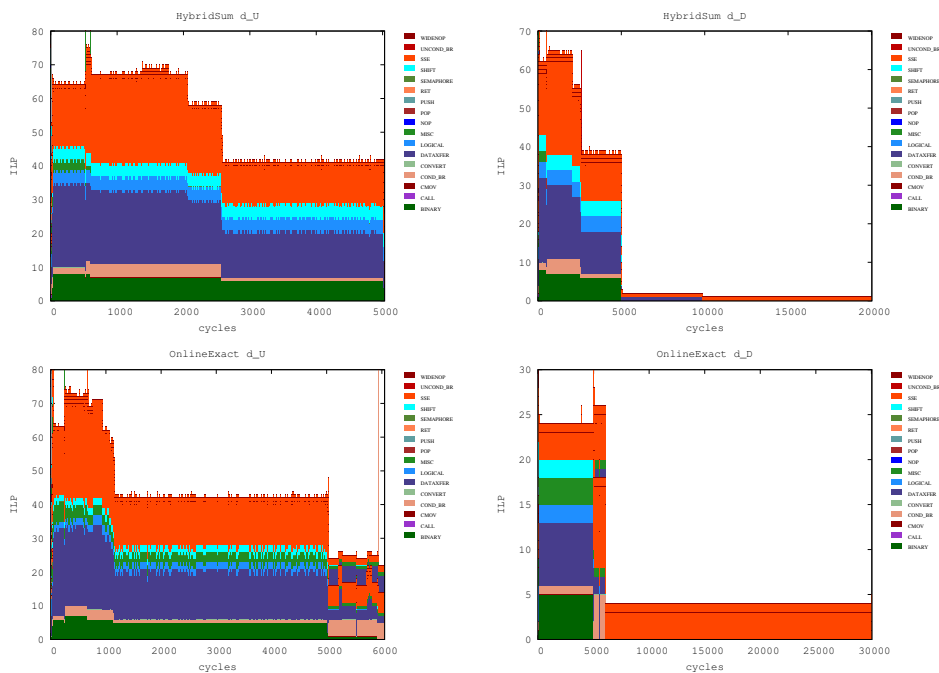 HybridSum d_U
ILP
80
70
60
50
40
30
20
10
0
0 1000 2000 3000 4000 5000
cycles
WIDENOP
UNCOND_BR
SSE
SHIFT
SEMAPHORE
RET
PUSH
POP
NOP
MISC
LOGICAL
DATAXFER
CONVERT
COND_BR
CMOV
CALL
BINARY
HybridSum d_D
ILP
70
60
50
40
30
20
10
0
0 5000 10000 15000 20000
cycles
WIDENOP
UNCOND_BR
SSE
SHIFT
SEMAPHORE
RET
PUSH
POP
NOP
MISC
LOGICAL
DATAXFER
CONVERT
COND_BR
CMOV
CALL
BINARY
OnlineExact d_U
ILP
80
70
60
50
40
30
20
10
0
0 1000 2000 3000 4000 5000 6000
cycles
WIDENOP
UNCOND_BR
SSE
SHIFT
SEMAPHORE
RET
PUSH
POP
NOP
MISC
LOGICAL
DATAXFER
CONVERT
COND_BR
CMOV
CALL
BINARY
OnlineExact d_D
ILP
30
25
20
15
10
5
0
0 5000 10000 15000 20000 25000 30000
cycles
WIDENOP
UNCOND_BR
SSE
SHIFT
SEMAPHORE
RET
PUSH
POP
NOP
MISC
LOGICAL
DATAXFER
CONVERT
COND_BR
CMOV
CALL
BINARY